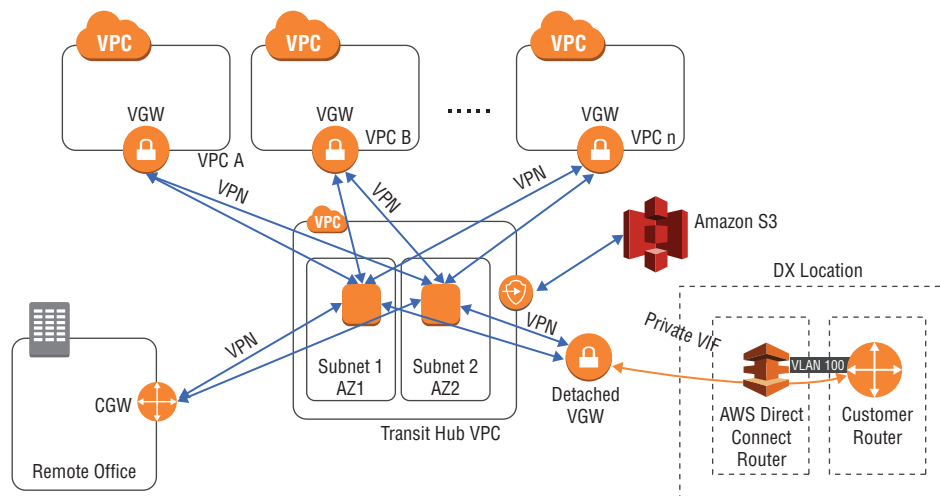 VPC
VPC
VPC
VGW
VGW
VGW
VPC A
VPC B
.....
VPC n
VPN
VPN
VPN
VPC
Amazon S3
DX Location
Private VIF
VPN
VPN
Subnet 1
AZ1
Subnet 2
AZ2
VLAN 100
CGW
Detached
VGW
AWS Direct
Connect
Router
Customer
Router
Transit Hub VPC
Remote Office